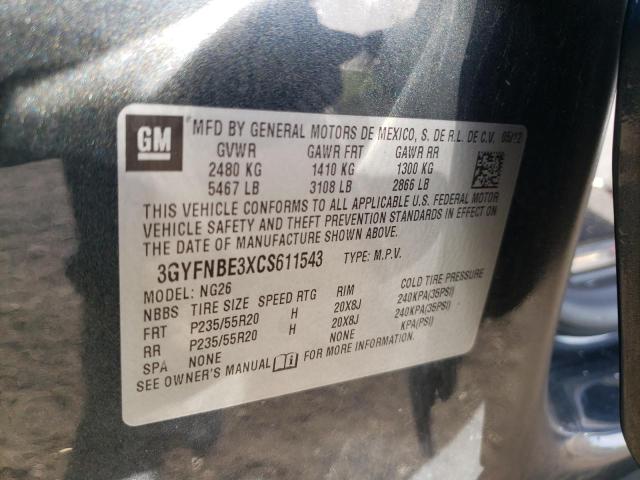 GM
MFD BY GENERAL MOTORS DE MEXICO, S. DE R.L. DE C.V. 05/12
GVWR GAWR FRT GAWR RR
2480 KG 1410 KG 1300 KG
5467 LB 3108 LB 2866 LB
THIS VEHICLE CONFORMS TO ALL APPLICABLE U.S. FEDERAL MOTOR
VEHICLE SAFETY AND THEFT PREVENTION STANDARDS IN EFFECT ON
THE DATE OF MANUFACTURE SHOWN ABOVE.
3GYFNBE3XCS611543 TYPE: M.P.V.
MODEL: NG26
NBBS TIRE SIZE SPEED RTG RIM COLD TIRE PRESSURE
FRT P235/55R20 H 20X8J 240KPA(35PSI)
RR P235/55R20 H 20X8J 240KPA(35PSI)
SPA NONE KPA(PSI)
SEE OWNER'S MANUAL FOR MORE INFORMATION.